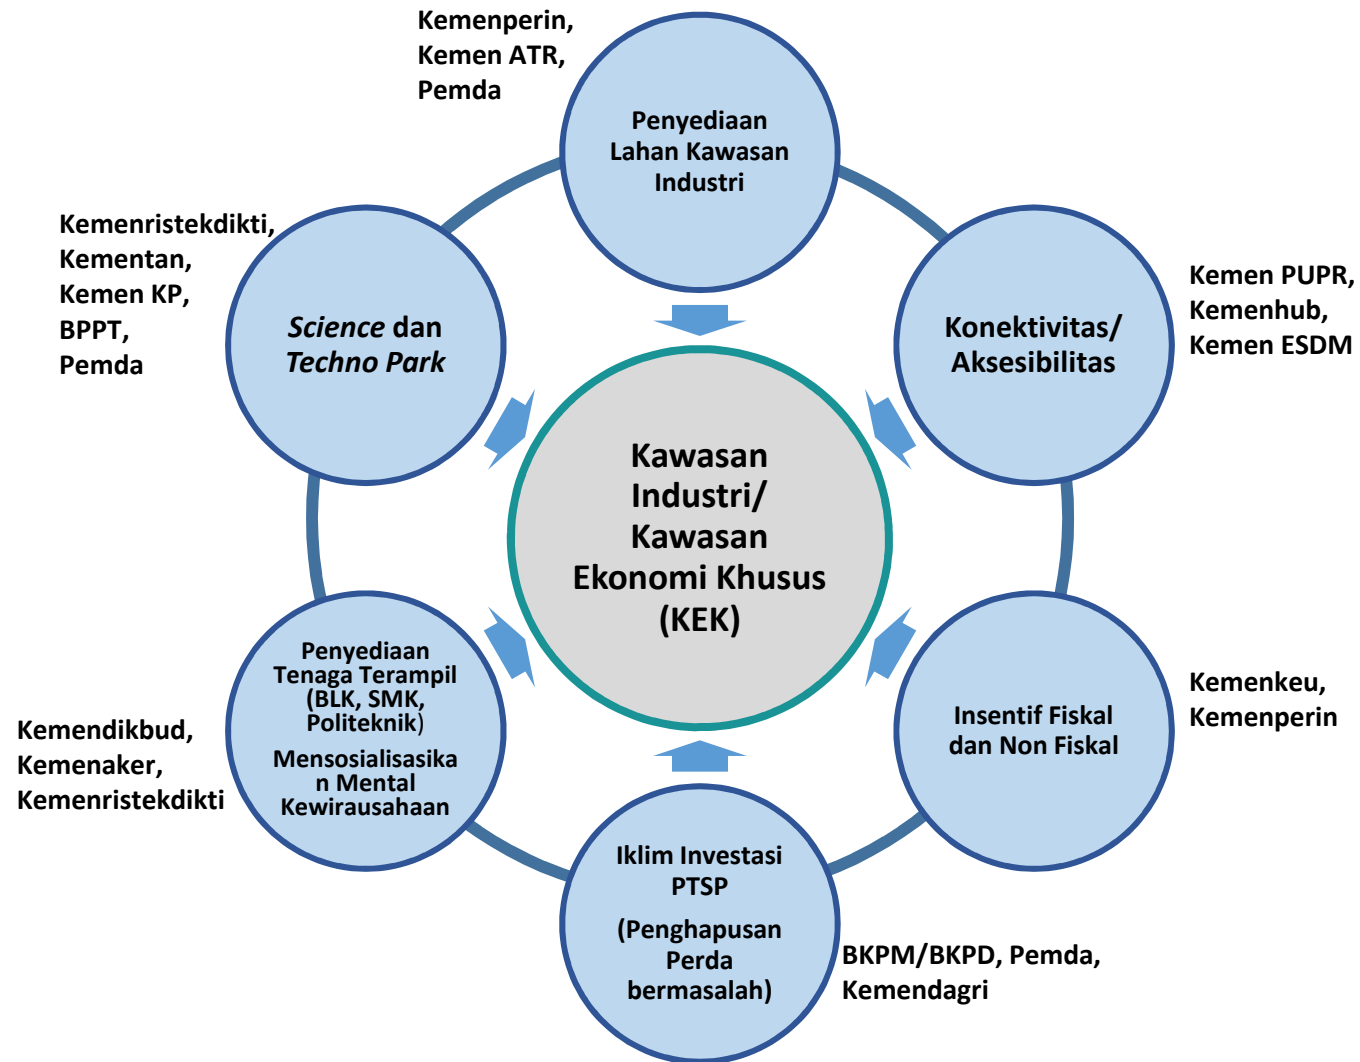 Kemenperin,
Kemen ATR,
Pemda
Penyediaan
Lahan Kawasan
Industri
Kemenristekdikti,
Kementan,
Kemen KP,
BPPT,
Pemda
Science dan
Techno Park
Konektivitas/
Aksesibilitas
Kemen PUPR,
Kemenhub,
Kemen ESDM
Kawasan
Industri/
Kawasan
Ekonomi Khusus
(KEK)
Kemendikbud,
Kemenaker,
Kemenristekdikti
Penyediaan
Tenaga Terampil
(BLK, SMK,
Politeknik)
Mensosialisasika
n Mental
Kewirausahaan
Insentif Fiskal
dan Non Fiskal
Kemenkeu,
Kemenperin
Iklim Investasi
PTSP
(Penghapusan
Perda
bermasalah)
BKPM/BKPD, Pemda,
Kemendagri